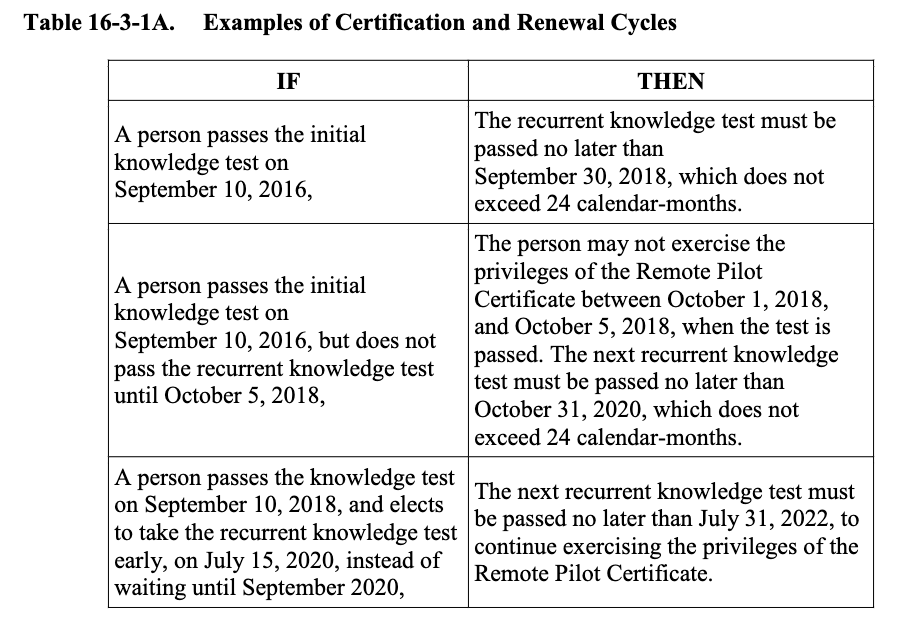 Table 16-3-1A. Examples of Certification and Renewal Cycles
IF
THEN
A person passes the initial
knowledge test on
September 10, 2016,
The recurrent knowledge test must be
passed no later than
September 30, 2018, which does not
exceed 24 calendar-months.
A person passes the initial
knowledge test on
September 10, 2016, but does not
pass the recurrent knowledge test
until October 5, 2018,
The person may not exercise the
privileges of the Remote Pilot
Certificate between October 1, 2018,
and October 5, 2018, when the test is
passed. The next recurrent knowledge
test must be passed no later than
October 31, 2020, which does not
exceed 24 calendar-months.
A person passes the knowledge test
on September 10, 2018, and elects
to take the recurrent knowledge test
early, on July 15, 2020, instead of
waiting until September 2020,
The next recurrent knowledge test must
be passed no later than July 31, 2022, to
continue exercising the privileges of the
Remote Pilot Certificate.